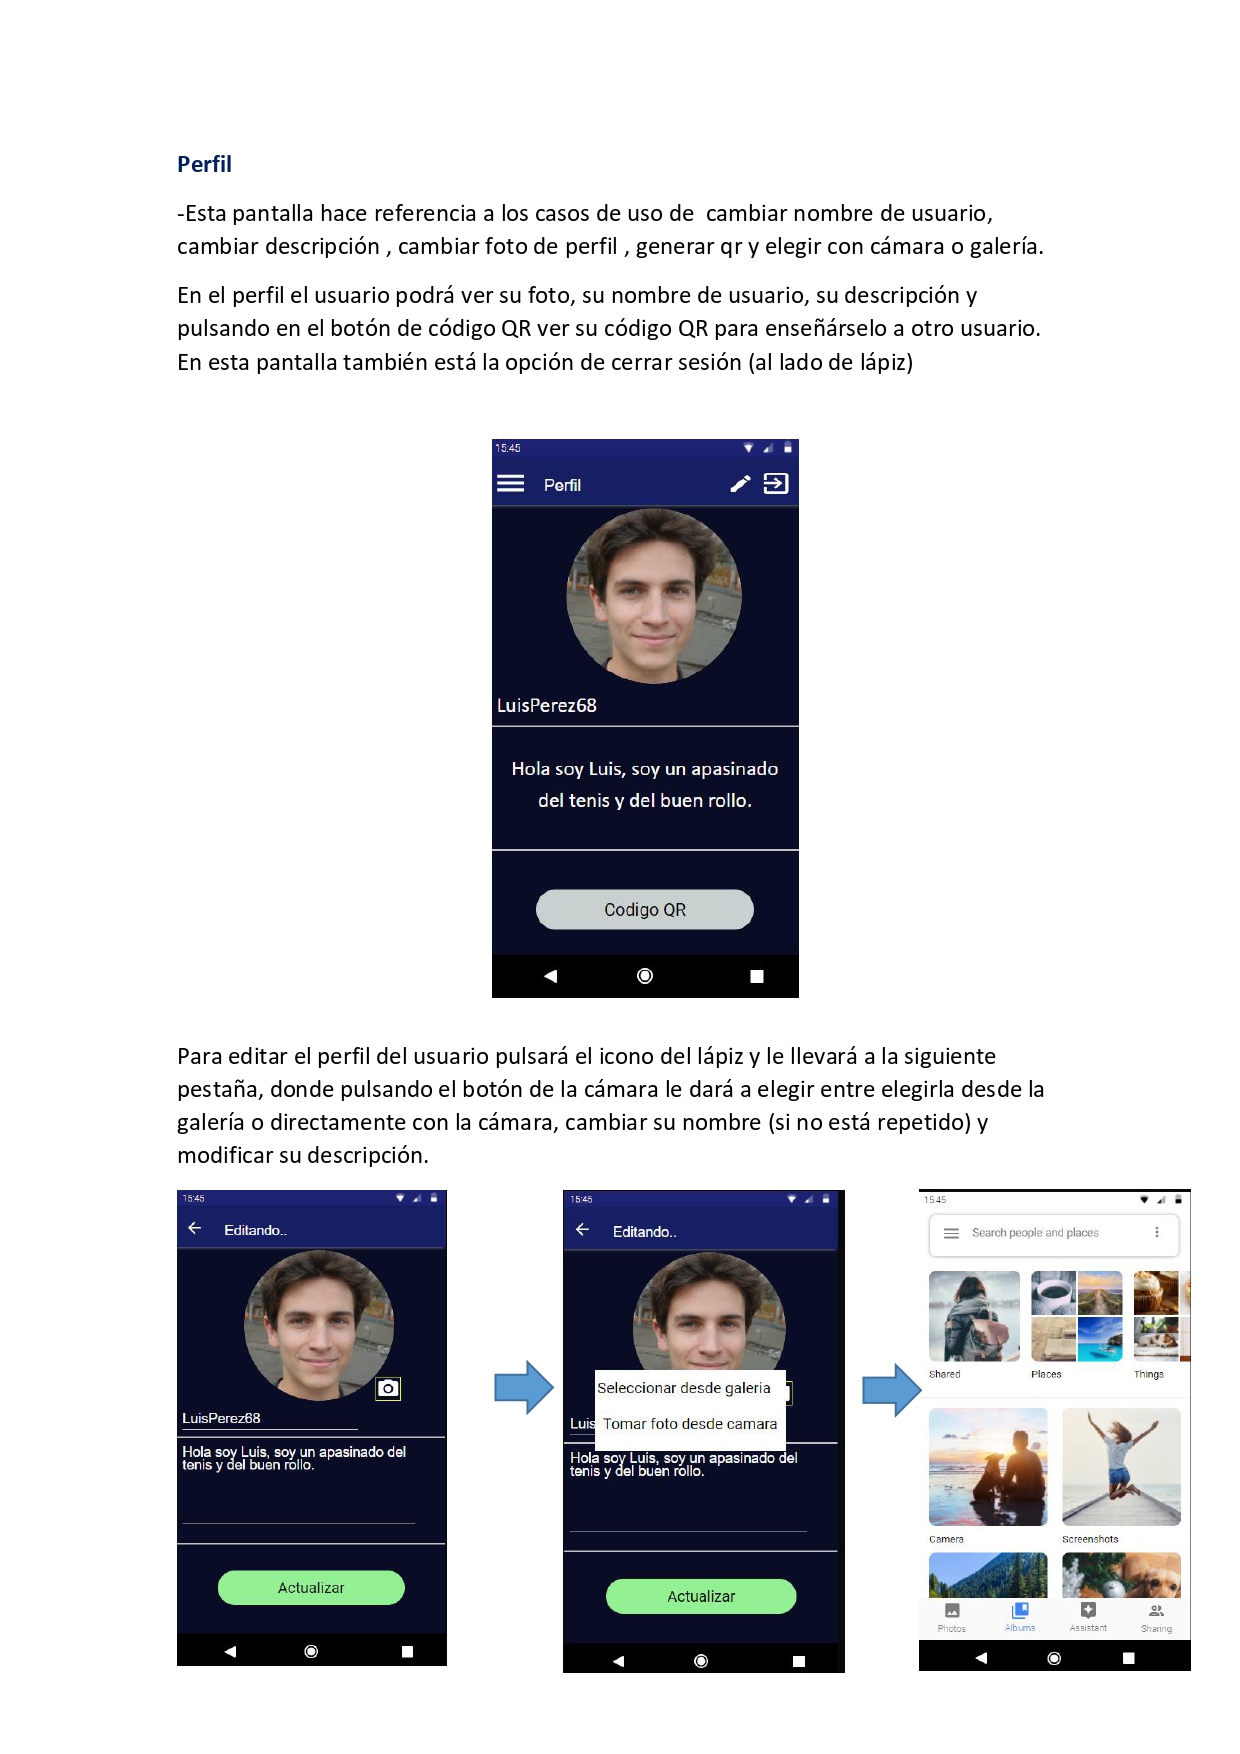 Perfil
-Esta pantalla hace referencia a los casos de uso de  cambiar nombre de usuario,
cambiar descripción , cambiar foto de perfil , generar qr y elegir con cámara o galería.
En el perfil el usuario podrá ver su foto, su nombre de usuario, su descripción y
pulsando en el botón de código QR ver su código QR para enseñárselo a otro usuario.
En esta pantalla también está la opción de cerrar sesión (al lado de lápiz)
15:45
Perfil
LuisPerez68
Hola soy Luis, soy un apasinado
del tenis y del buen rollo.
Codigo QR
Para editar el perfil del usuario pulsará el icono del lápiz y le llevará a la siguiente
pestaña, donde pulsando el botón de la cámara le dará a elegir entre elegirla desde la
galería o directamente con la cámara, cambiar su nombre (si no está repetido) y
modificar su descripción.
15:45
Editando..
LuisPerez68
Hola soy Luis, soy un apasinado del
tenis y del buen rollo.
Actualizar
15:45
Editando..
Seleccionar desde galeria
Tomar foto desde camara
Luis
Hola soy Luis, soy un apasinado del
tenis y del buen rollo.
Actualizar
15:45
Search people and places
Shared Places Things
Camera Screenshots
Photos Albums Assistant Sharing